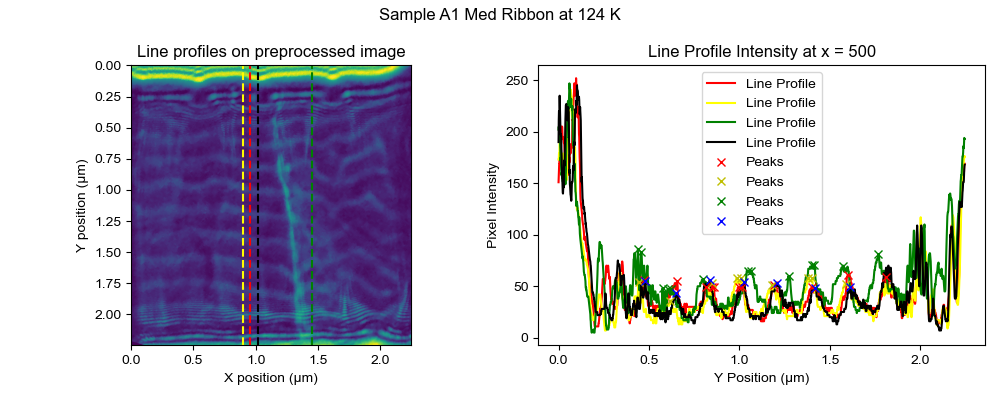 Sample A1 Med Ribbon at 124 K
Line profiles on preprocessed image
0.00
0.25
0.50
0.75
1.00
1.25
1.50
1.75
2.00
Y position (μm)
0.0 0.5 1.0 1.5 2.0
X position (μm)
Line Profile Intensity at x = 500
250
200
150
100
50
0
Pixel Intensity
Line Profile
Line Profile
Line Profile
Line Profile
Peaks
Peaks
Peaks
Peaks
0.0 0.5 1.0 1.5 2.0
Y Position (μm)